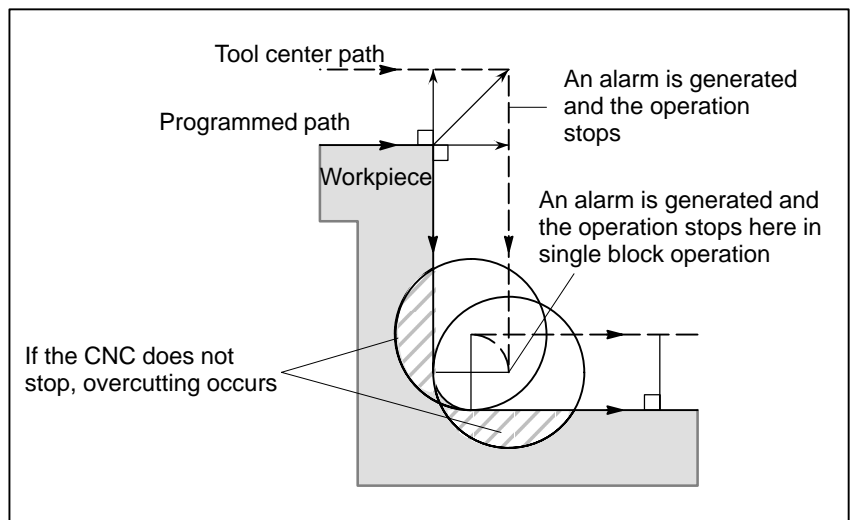 Tool center path
An alarm is generated
and the operation
stops
Programmed path
Workpiece
An alarm is generated and
the operation stops here in
single block operation
If the CNC does not
stop, overcutting occurs